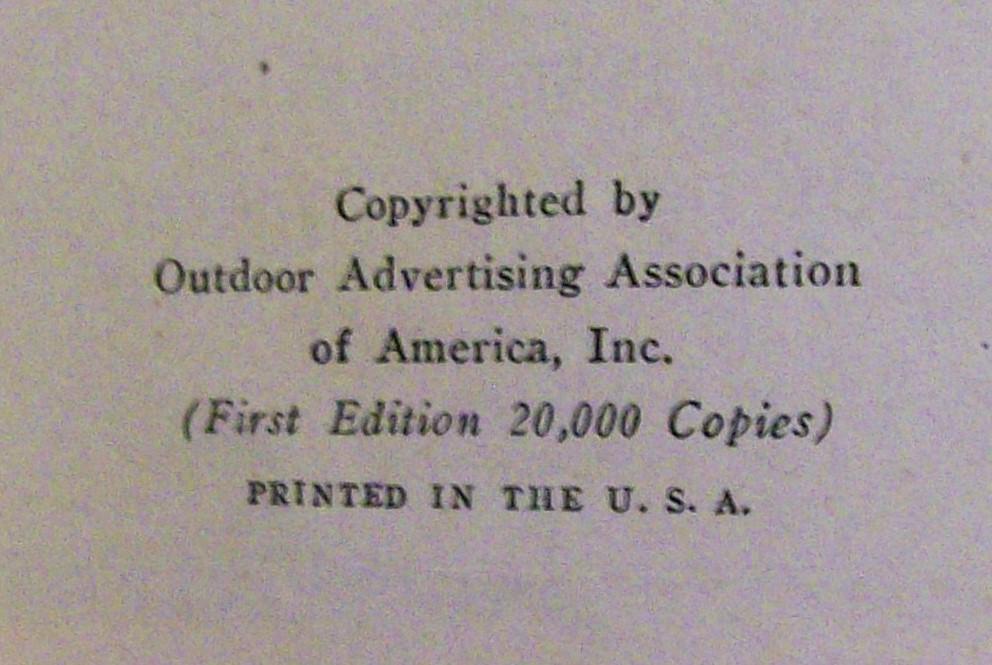 Copyrighted by
Outdoor Advertising Association
of America, Inc.
(First Edition 20,000 Copies)
PRINTED IN THE U. S. A.